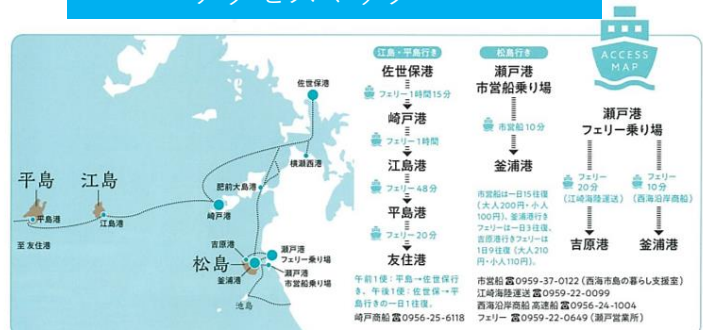 アクセスマップ
ACCESS
MAP
佐世保港
横瀬西港
肥前大島港
崎戸港
平島
江島
平島港
江島港
至 友住港
吉原港
松島
釜浦港
瀬戸港
フェリー乗り場
瀬戸港
市営船乗り場
池島
江島・平島行き
佐世保港
フェリー1時間15分
崎戸港
フェリー1時間
江島港
フェリー48分
平島港
フェリー20分
友住港
午前1便:平島→佐世保行
き、午後1便:佐世保→平
島行きの一日1往復。
崎戸商船 ☎0956-25-6118
松島行き
瀬戸港
市営船乗り場
市営船10分
釜浦港
市営船は一日15往復
(大人200円・小人
100円)、釜浦港行き
フェリーは一日3往復、
吉原港行きフェリーは
1日9往復(大人210
円・小人110円)。
瀬戸港
フェリー乗り場
フェリー
20分
(江崎海陸運送)
吉原港
フェリー
10分
(西海沿岸商船)
釜浦港
市営船 ☎0959-37-0122(西海市島の暮らし支援室)
江崎海陸運送 ☎0959-22-0099
西海沿岸商船 高速船 ☎0956-24-1004
フェリー ☎0959-22-0649(瀬戸営業所)